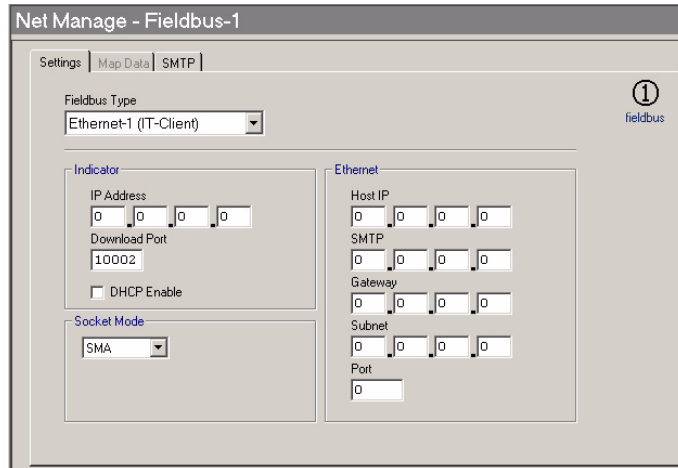 Net Manage - Fieldbus-1
Settings Map Data SMTP
Fieldbus Type
Ethernet-1 (IT-Client)
1
fieldbus
Indicator
IP Address
0 . 0 . 0 . 0
Download Port
10002
DHCP Enable
Socket Mode
SMA
Ethernet
Host IP
0 . 0 . 0 . 0
SMTP
0 . 0 . 0 . 0
Gateway
0 . 0 . 0 . 0
Subnet
0 . 0 . 0 . 0
Port
0